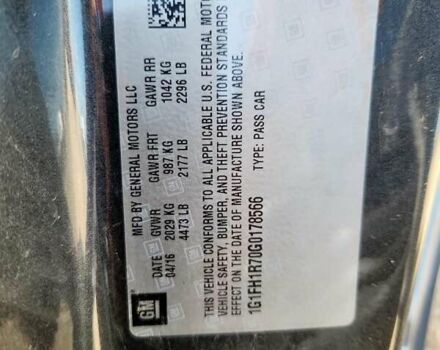 MFD BY GENERAL MOTORS LLC
DATE GVWR GAWR FRT GAWR RR
04/16 2029 KG 987 KG 1042 KG
4473 LB 2177 LB 2296 LB
THIS VEHICLE CONFORMS TO ALL APPLICABLE U.S. FEDERAL MOTOR
VEHICLE SAFETY, BUMPER, AND THEFT PREVENTION STANDARDS
EFFECT ON THE DATE OF MANUFACTURE SHOWN ABOVE.
1G1FH1R70G0178566 TYPE: PASS CAR
GM